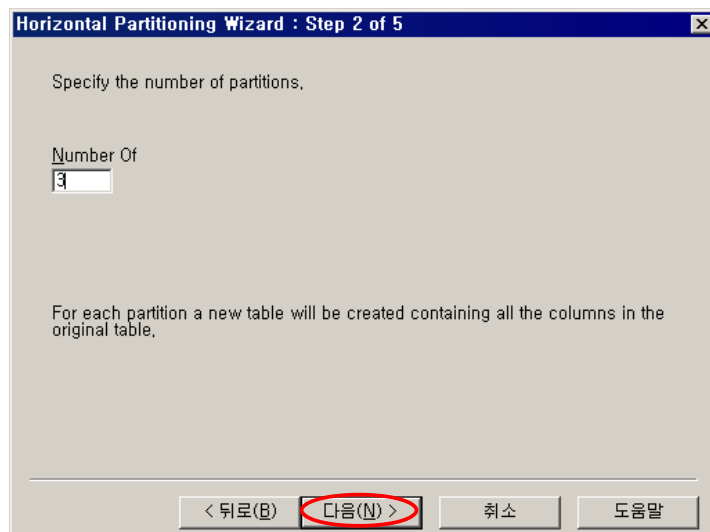 Horizontal Partitioning Wizard : Step 2 of 5
Specify the number of partitions,
Number Of
3
For each partition a new table will be created containing all the columns in the
original table,
< 뒤로(B) 다음(N) > 취소 도움말